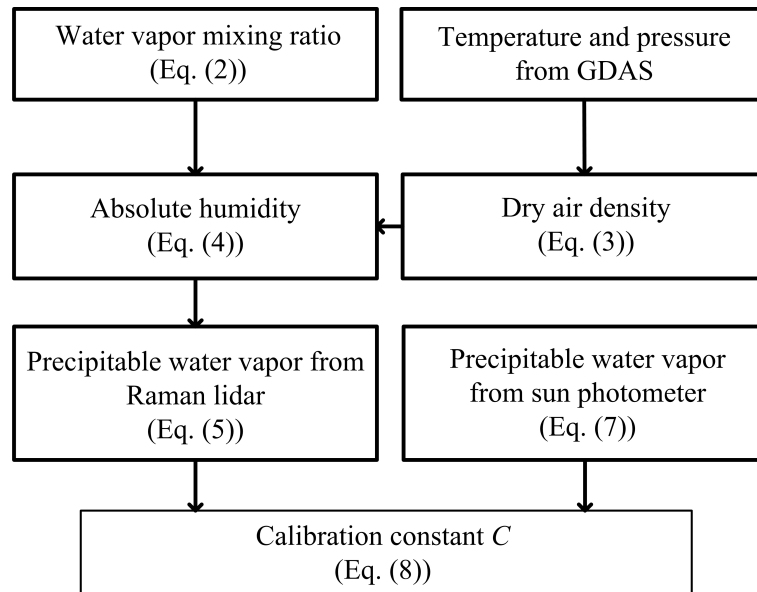 Water vapor mixing ratio
(Eq. (2))
Temperature and pressure
from GDAS
Absolute humidity
(Eq. (4))
Dry air density
(Eq. (3))
Precipitable water vapor from
Raman lidar
(Eq. (5))
Precipitable water vapor
from sun photometer
(Eq. (7))
Calibration constant C
(Eq. (8))